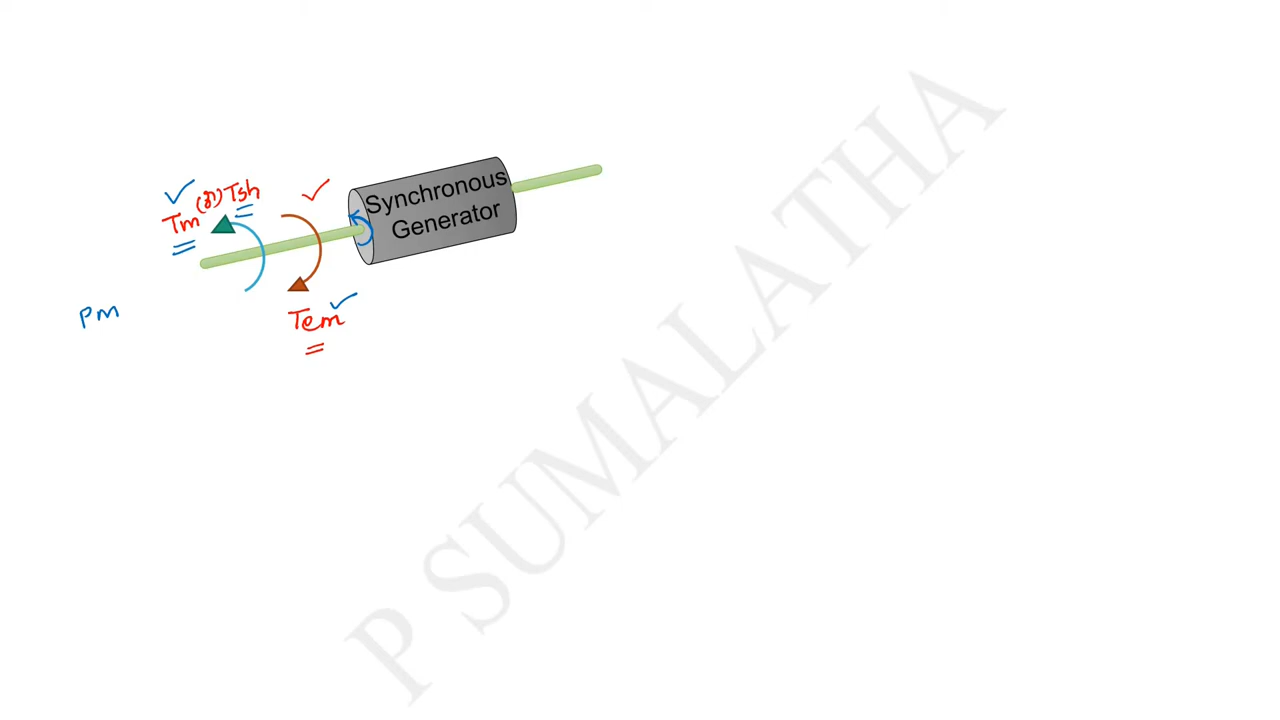 Tm (or) Tsh
Synchronous
Generator
Pm
Tem
P SUMALATHA